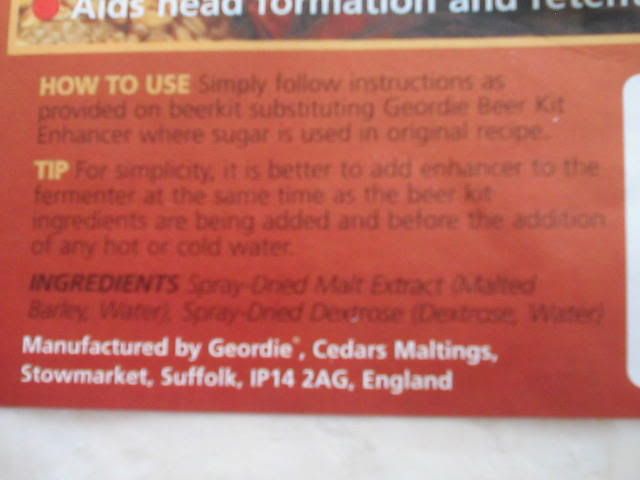 Aids head formation and
HOW TO USE Simply follow instructions as
provided on beerkit substituting Geordie Beer Kit
Enhancer where sugar is used in original recipe.
TIP For simplicity, it is better to add enhancer to the
fermenter at the same time as the beer kit
ingredients are being added and before the addition
of any hot or cold water.
INGREDIENTS Spray-Dried Malt Extract (Malted
Barley, Water), Spray-Dried Dextrose (Dextrose, Water)
Manufactured by Geordie®, Cedars Maltings,
Stowmarket, Suffolk, IP14 2AG, England